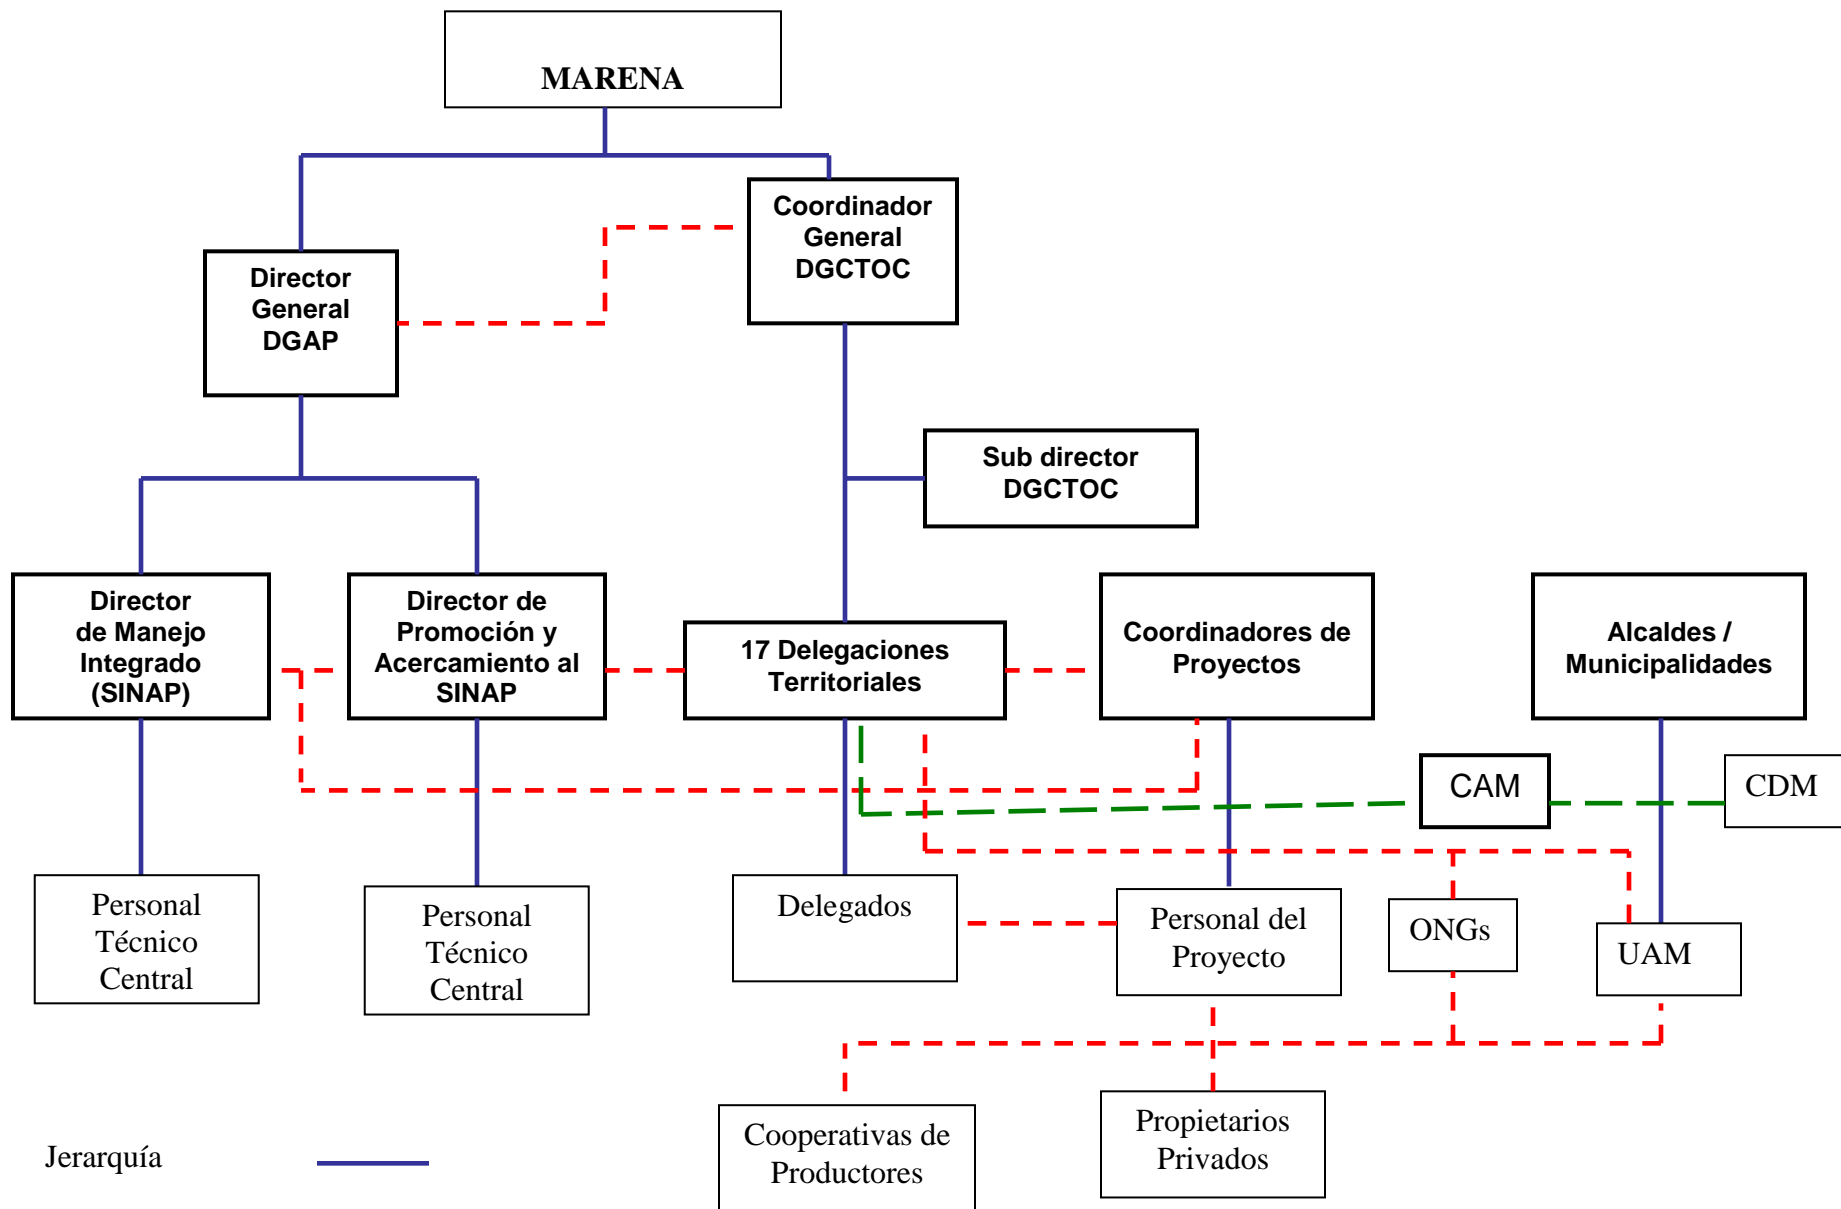 MARENA
Coordinador
General
DGCTOC
Director
General
DGAP
Sub director
DGCTOC
Director
de Manejo
Integrado
(SINAP)
Director de
Promoción y
Acercamiento al
SINAP
17 Delegaciones
Territoriales
Coordinadores de
Proyectos
Alcaldes /
Municipalidades
CAM
CDM
Personal
Técnico
Central
Personal
Técnico
Central
Delegados
Personal del
Proyecto
ONGs
UAM
Cooperativas de
Productores
Propietarios
Privados
Jerarquía